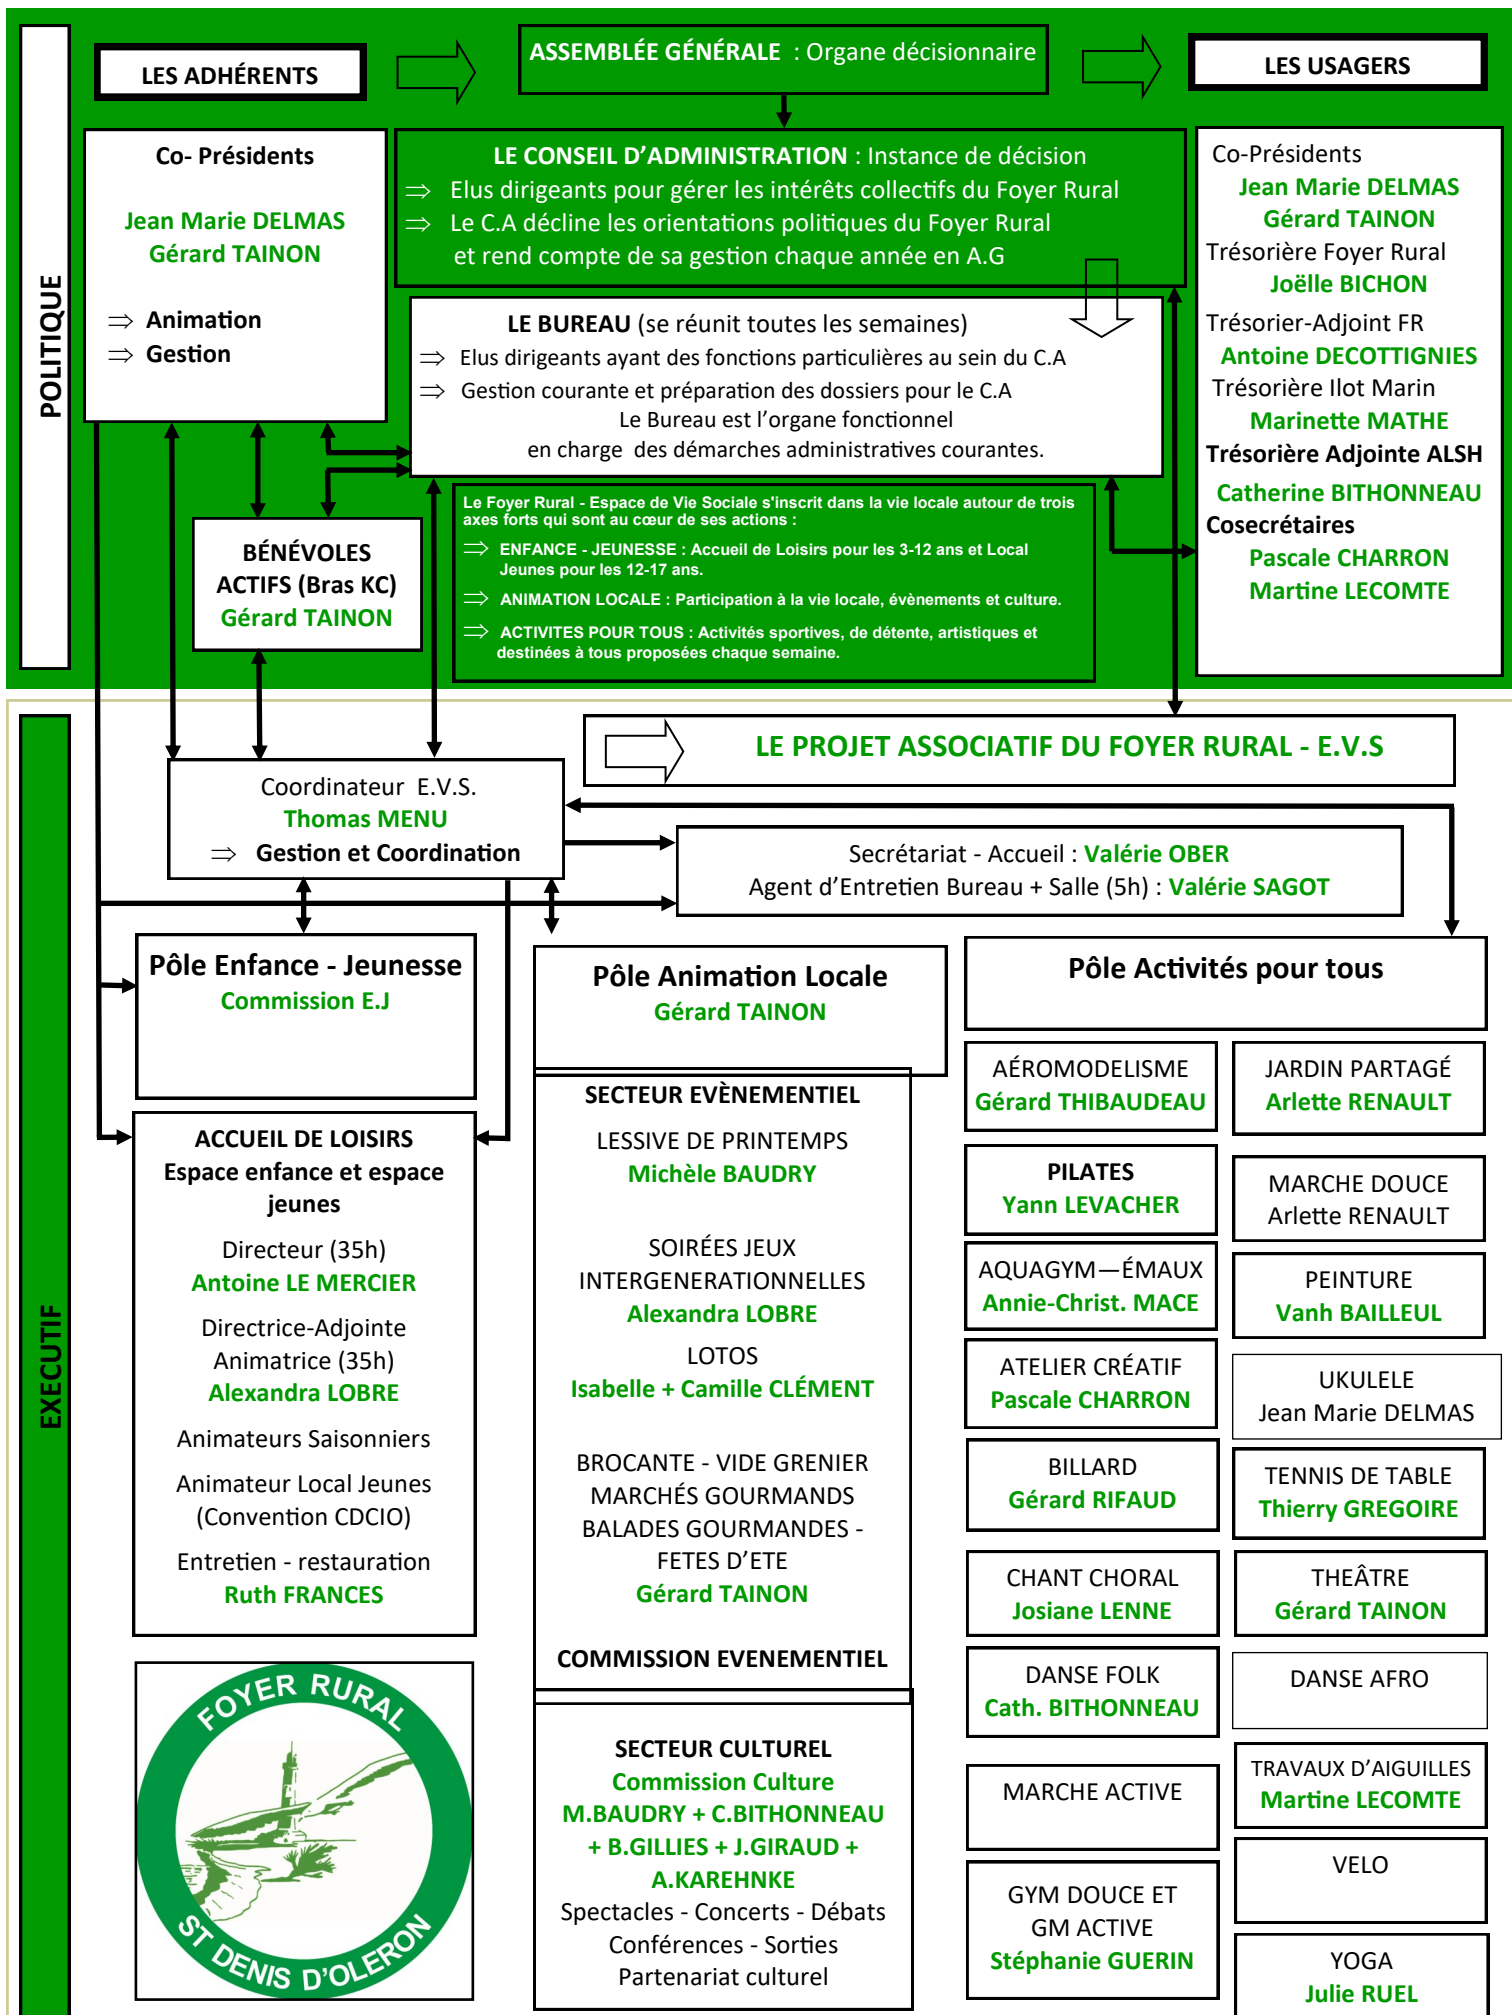 POLITIQUE
LES ADHÉRENTS
ASSEMBLÉE GÉNÉRALE : Organe décisionnaire
LES USAGERS
Co- Présidents
Jean Marie DELMAS
Gérard TAINON
⇒ Animation
⇒ Gestion
LE CONSEIL D’ADMINISTRATION : Instance de décision
⇒ Elus dirigeants pour gérer les intérêts collectifs du Foyer Rural
⇒ Le C.A décline les orientations politiques du Foyer Rural
et rend compte de sa gestion chaque année en A.G
LE BUREAU (se réunit toutes les semaines)
⇒ Elus dirigeants ayant des fonctions particulières au sein du C.A
⇒ Gestion courante et préparation des dossiers pour le C.A
Le Bureau est l’organe fonctionnel
en charge des démarches administratives courantes.
Co-Présidents
Jean Marie DELMAS
Gérard TAINON
Trésorière Foyer Rural
Joëlle BICHON
Trésorier-Adjoint FR
Antoine DECOTTIGNIES
Trésorière Ilot Marin
Marinette MATHE
Trésorière Adjointe ALSH
Catherine BITHONNEAU
Cosecrétaires
Pascale CHARRON
Martine LECOMTE
BÉNÉVOLES
ACTIFS (Bras KC)
Gérard TAINON
Le Foyer Rural - Espace de Vie Sociale s'inscrit dans la vie locale autour de trois
axes forts qui sont au cœur de ses actions :
⇒ ENFANCE - JEUNESSE : Accueil de Loisirs pour les 3-12 ans et Local
Jeunes pour les 12-17 ans.
⇒ ANIMATION LOCALE : Participation à la vie locale, évènements et culture.
⇒ ACTIVITES POUR TOUS : Activités sportives, de détente, artistiques et
destinées à tous proposées chaque semaine.
EXECUTIF
LE PROJET ASSOCIATIF DU FOYER RURAL - E.V.S
Coordinateur E.V.S.
Thomas MENU
⇒ Gestion et Coordination
Secrétariat - Accueil : Valérie OBER
Agent d’Entretien Bureau + Salle (5h) : Valérie SAGOT
Pôle Enfance - Jeunesse
Commission E.J
ACCUEIL DE LOISIRS
Espace enfance et espace
jeunes
Directeur (35h)
Antoine LE MERCIER
Directrice-Adjointe
Animatrice (35h)
Alexandra LOBRE
Animateurs Saisonniers
Animateur Local Jeunes
(Convention CDCIO)
Entretien - restauration
Ruth FRANCES
FOYER RURAL
ST DENIS D'OLERON
Pôle Animation Locale
Gérard TAINON
SECTEUR EVÈNEMENTIEL
LESSIVE DE PRINTEMPS
Michèle BAUDRY
SOIRÉES JEUX
INTERGENERATIONNELLES
Alexandra LOBRE
LOTOS
Isabelle + Camille CLÉMENT
BROCANTE - VIDE GRENIER
MARCHÉS GOURMANDS
BALADES GOURMANDES -
FETES D’ETE
Gérard TAINON
COMMISSION EVENEMENTIEL
SECTEUR CULTUREL
Commission Culture
M.BAUDRY + C.BITHONNEAU
+ B.GILLIES + J.GIRAUD +
A.KAREHNKE
Spectacles - Concerts - Débats
Conférences - Sorties
Partenariat culturel
Pôle Activités pour tous
AÉROMODELISME
Gérard THIBAUDEAU
PILATES
Yann LEVACHER
AQUAGYM—ÉMAUX
Annie-Christ. MACE
ATELIER CRÉATIF
Pascale CHARRON
BILLARD
Gérard RIFAUD
CHANT CHORAL
Josiane LENNE
DANSE FOLK
Cath. BITHONNEAU
MARCHE ACTIVE
GYM DOUCE ET
GM ACTIVE
Stéphanie GUERIN
JARDIN PARTAGÉ
Arlette RENAULT
MARCHE DOUCE
Arlette RENAULT
PEINTURE
Vanh BAILLEUL
UKULELE
Jean Marie DELMAS
TENNIS DE TABLE
Thierry GREGOIRE
THEÂTRE
Gérard TAINON
DANSE AFRO
TRAVAUX D’AIGUILLES
Martine LECOMTE
VELO
YOGA
Julie RUEL